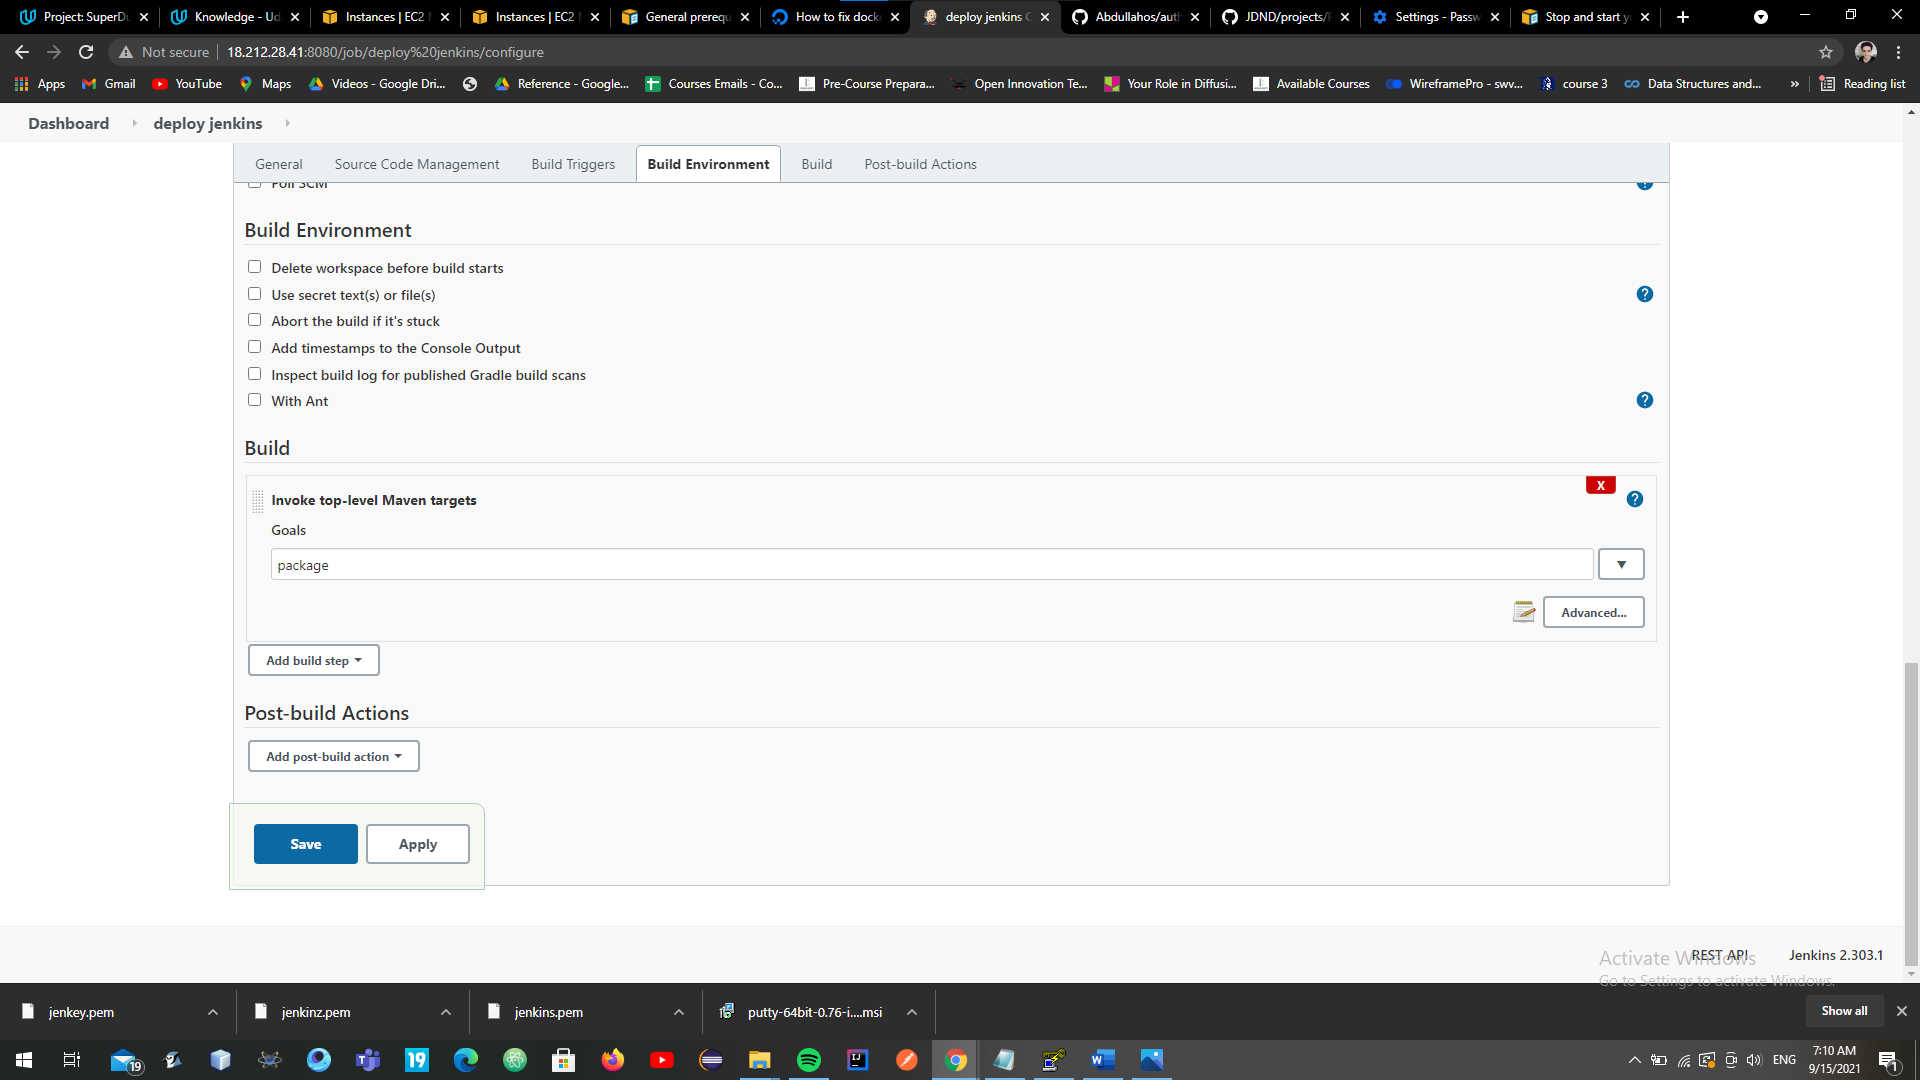 Project: SuperDu
Knowledge - Ud
Instances | EC2 M
Instances | EC2 M
General prerequ
How to fix docke
deploy jenkins C
Abdullahos/auth
JDND/projects/
Settings - Passw
Stop and start y
Not secure
18.212.28.41:8080/job/deploy%20jenkins/configure
Apps
Gmail
YouTube
Maps
Videos - Google Dri...
Reference - Google...
Courses Emails - Co...
Pre-Course Prepara...
Open Innovation Te...
Your Role in Diffusi...
Available Courses
WireframePro - swv...
course 3
Data Structures and...
»
Reading list
Dashboard
deploy jenkins
General
Source Code Management
Build Triggers
Build Environment
Build
Post-build Actions
Poll SCM
Build Environment
Delete workspace before build starts
Use secret text(s) or file(s)
Abort the build if it's stuck
Add timestamps to the Console Output
Inspect build log for published Gradle build scans
With Ant
Build
X
Invoke top-level Maven targets
Goals
package
Advanced...
Add build step
Post-build Actions
Add post-build action
Save
Apply
REST API
Jenkins 2.303.1
Activate Windows
Go to Settings to activate Windows.
jenkey.pem
jenkinz.pem
jenkins.pem
putty-64bit-0.76-i....msi
Show all
19
19
ENG
7:10 AM
9/15/2021
1